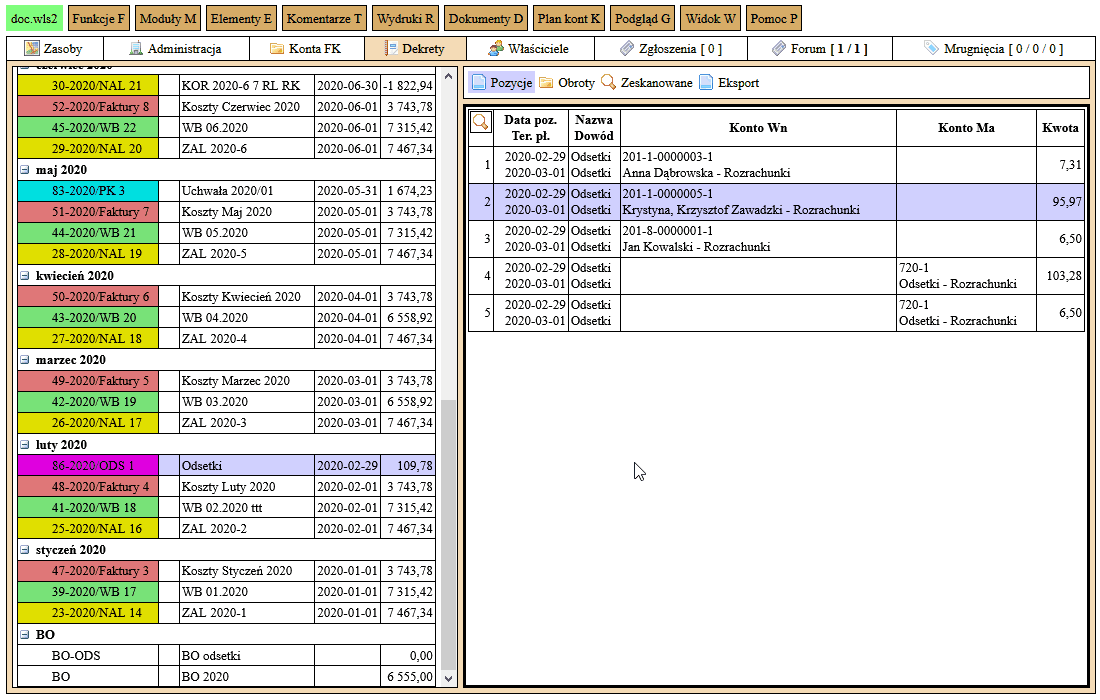 doc.wls2 Funkcje F Moduły M Elementy E Komentarze T Wydruki R Dokumenty D Plan kont K Podgląd G Widok W Pomoc P
Zasoby Administracja Konta FK Dekrety Właściciele Zgłoszenia [ 0 ] Forum [ 1 / 1 ] Mrugnięcia [ 0 / 0 / 0 ]
czerwiec 2020
30-2020/NAL 21 KOR 2020-6 7 RL RK 2020-06-30 -1 822,94
52-2020/Faktury 8 Koszty Czerwiec 2020 2020-06-01 3 743,78
45-2020/WB 22 WB 06.2020 2020-06-01 7 315,42
29-2020/NAL 20 ZAL 2020-6 2020-06-01 7 467,34
maj 2020
83-2020/PK 3 Uchwała 2020/01 2020-05-31 1 674,23
51-2020/Faktury 7 Koszty Maj 2020 2020-05-01 3 743,78
44-2020/WB 21 WB 05.2020 2020-05-01 7 315,42
28-2020/NAL 19 ZAL 2020-5 2020-05-01 7 467,34
kwiecień 2020
50-2020/Faktury 6 Koszty Kwiecień 2020 2020-04-01 3 743,78
43-2020/WB 20 WB 04.2020 2020-04-01 6 558,92
27-2020/NAL 18 ZAL 2020-4 2020-04-01 7 467,34
marzec 2020
49-2020/Faktury 5 Koszty Marzec 2020 2020-03-01 3 743,78
42-2020/WB 19 WB 03.2020 2020-03-01 6 558,92
26-2020/NAL 17 ZAL 2020-3 2020-03-01 7 467,34
luty 2020
86-2020/ODS 1 Odsetki 2020-02-29 109,78
48-2020/Faktury 4 Koszty Luty 2020 2020-02-01 3 743,78
41-2020/WB 18 WB 02.2020 ttt 2020-02-01 7 315,42
25-2020/NAL 16 ZAL 2020-2 2020-02-01 7 467,34
styczeń 2020
47-2020/Faktury 3 Koszty Styczeń 2020 2020-01-01 3 743,78
39-2020/WB 17 WB 01.2020 2020-01-01 7 315,42
23-2020/NAL 14 ZAL 2020-1 2020-01-01 7 467,34
BO
BO-ODS BO odsetki 0,00
BO BO 2020 6 555,00
Pozycje Obroty Zeskanowane Eksport
Data poz. Nazwa Konto Wn Konto Ma Kwota
Ter. pł. Dowód
1 2020-02-29 Odsetki 201-1-0000003-1 7,31
2020-03-01 Odsetki Anna Dąbrowska - Rozrachunki
2 2020-02-29 Odsetki 201-1-0000005-1 95,97
2020-03-01 Odsetki Krystyna, Krzysztof Zawadzki - Rozrachunki
3 2020-02-29 Odsetki 201-8-0000001-1 6,50
2020-03-01 Odsetki Jan Kowalski - Rozrachunki
4 2020-02-29 Odsetki 720-1 103,28
2020-03-01 Odsetki Odsetki - Rozrachunki
5 2020-02-29 Odsetki 720-1 6,50
2020-03-01 Odsetki Odsetki - Rozrachunki